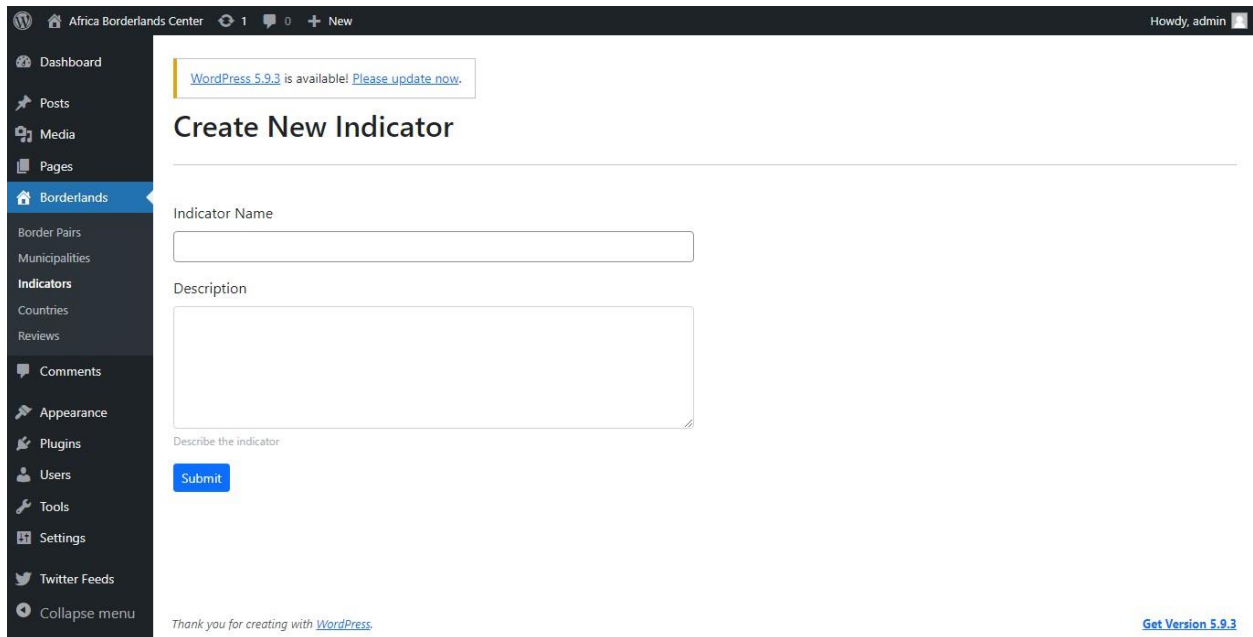 Africa Borderlands Center 1 0 New Howdy, admin
Dashboard
Posts
Media
Pages
Borderlands
Border Pairs
Municipalities
Indicators
Countries
Reviews
Comments
Appearance
Plugins
Users
Tools
Settings
Twitter Feeds
Collapse menu
WordPress 5.9.3 is available! Please update now.
Create New Indicator
Indicator Name
Description
Describe the indicator
Submit
Thank you for creating with WordPress. Get Version 5.9.3